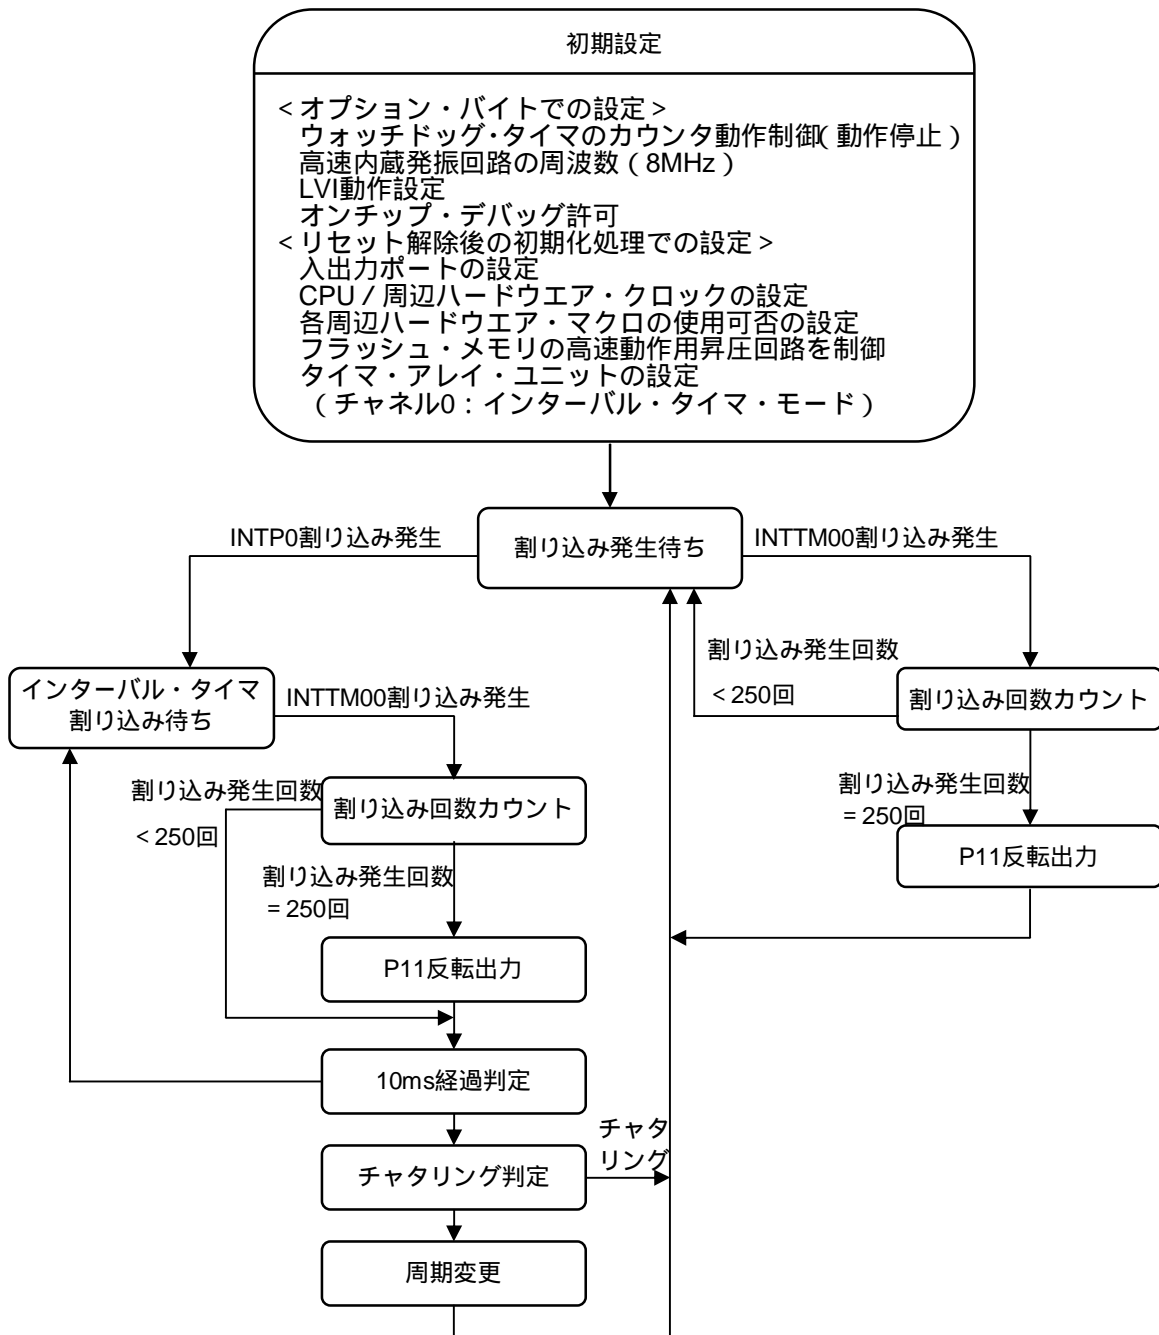 初期設定
<オプション・バイトでの設定>
ウォッチドッグ・タイマのカウンタ動作制御(動作停止)
高速内蔵発振回路の周波数(8MHz)
LVI動作設定
オンチップ・デバッグ許可
<リセット解除後の初期化処理での設定>
入出力ポートの設定
CPU/周辺ハードウエア・クロックの設定
各周辺ハードウエア・マクロの使用可否の設定
フラッシュ・メモリの高速動作用昇圧回路を制御
タイマ・アレイ・ユニットの設定
(チャネル0:インターバル・タイマ・モード)
INTP0割り込み発生
割り込み発生待ち
INTTM00割り込み発生
インターバル・タイマ
割り込み待ち
INTTM00割り込み発生
割り込み発生回数
<250回
割り込み回数カウント
割り込み発生回数
<250回
割り込み回数カウント
割り込み発生回数
=250回
P11反転出力
割り込み発生回数
=250回
P11反転出力
10ms経過判定
チャタリング判定
チャタ
リング
周期変更